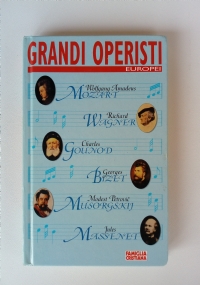 GRANDI OPERISTI
EUROPEI
Wolfgang Amadeus
MOZART
Richard
WAGNER
Charles
GOUNOD
Georges
BIZET
Modest Petrovič
MUSORGSKIJ
Jules
MASSENET
FAMIGLIA
CRISTIANA